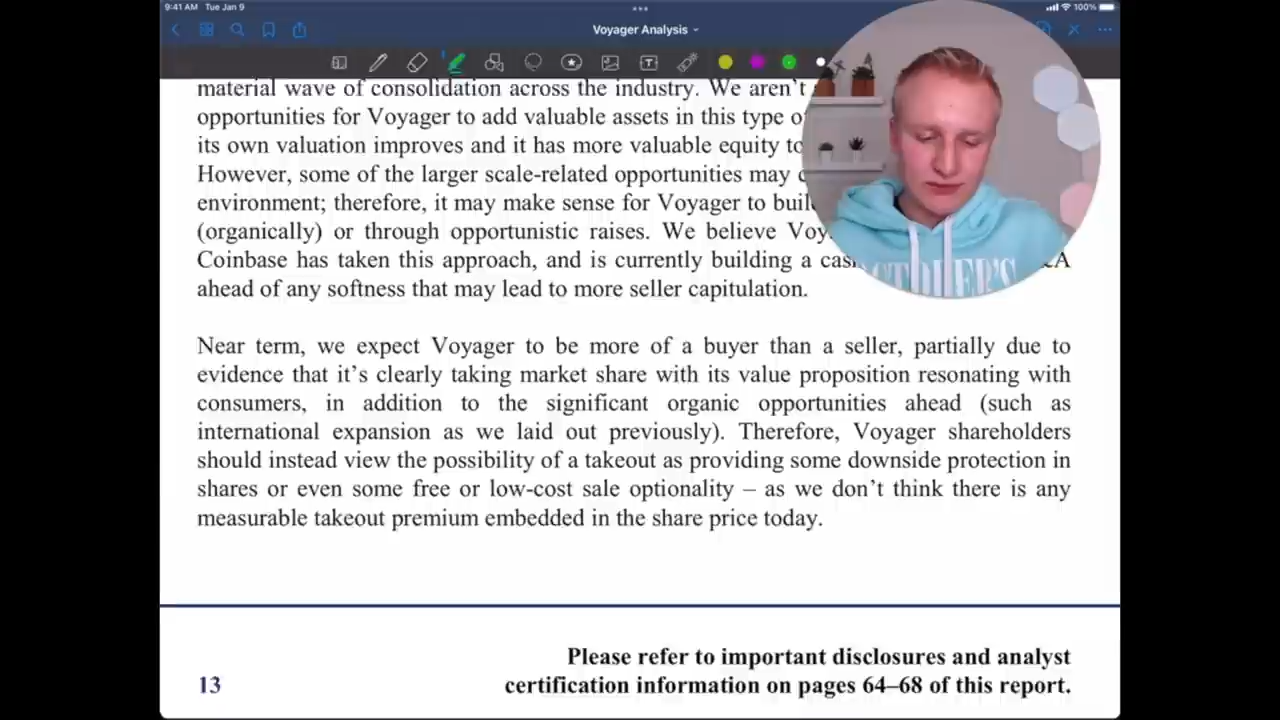 9:41 AM Tue Jan 9
100%
Voyager Analysis
material wave of consolidation across the industry. We aren't
opportunities for Voyager to add valuable assets in this type
its own valuation improves and it has more valuable equity to
However, some of the larger scale-related opportunities may
environment; therefore, it may make sense for Voyager to
(organically) or through opportunistic raises. We believe
Coinbase has taken this approach, and is currently building a
ahead of any softness that may lead to more seller capitulation.
Near term, we expect Voyager to be more of a buyer than a seller, partially due to
evidence that it's clearly taking market share with its value proposition resonating with
consumers, in addition to the significant organic opportunities ahead (such as
international expansion as we laid out previously). Therefore, Voyager shareholders
should instead view the possibility of a takeout as providing some downside protection in
shares or even some free or low-cost sale optionality – as we don't think there is any
measurable takeout premium embedded in the share price today.
Please refer to important disclosures and analyst
13 certification information on pages 64–68 of this report.